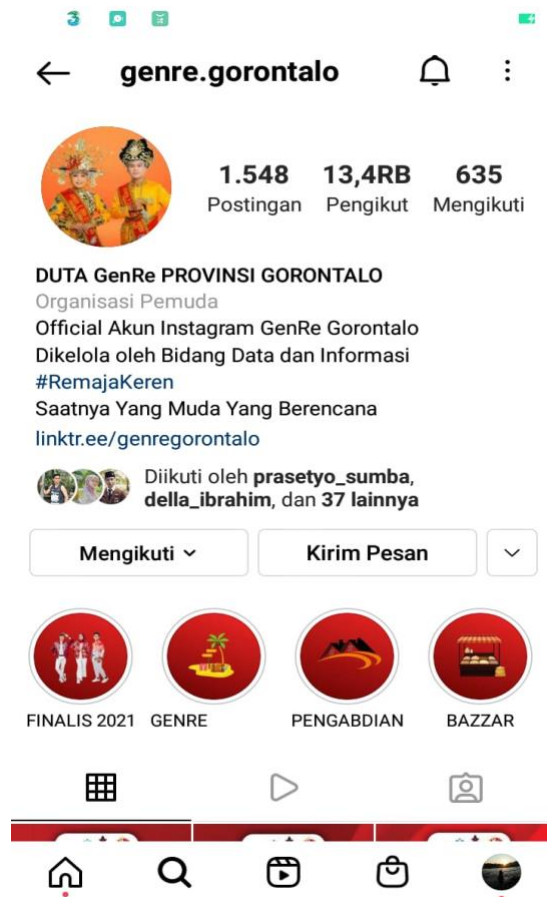 genre.gorontalo
1.548 13,4RB 635
Postingan Pengikut Mengikuti
DUTA GenRe PROVINSI GORONTALO
Organisasi Pemuda
Official Akun Instagram GenRe Gorontalo
Dikelola oleh Bidang Data dan Informasi
#RemajaKeren
Saatnya Yang Muda Yang Berencana
linktr.ee/genregorontalo
Diikuti oleh prasetyo_sumba,
della_ibrahim, dan 37 lainnya
Mengikuti Kirim Pesan
FINALIS 2021 GENRE PENGABDIAN BAZZAR